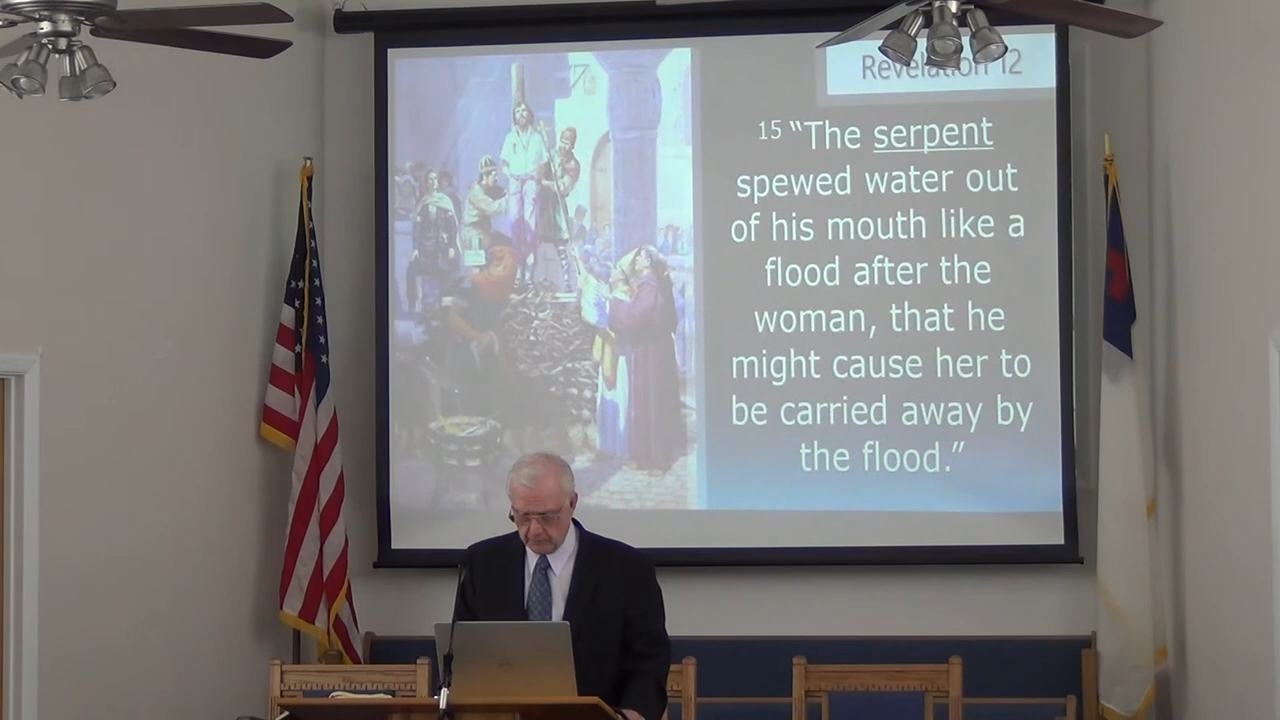 Revelation 12
15 “The serpent
spewed water out
of his mouth like a
flood after the
woman, that he
might cause her to
be carried away by
the flood.”